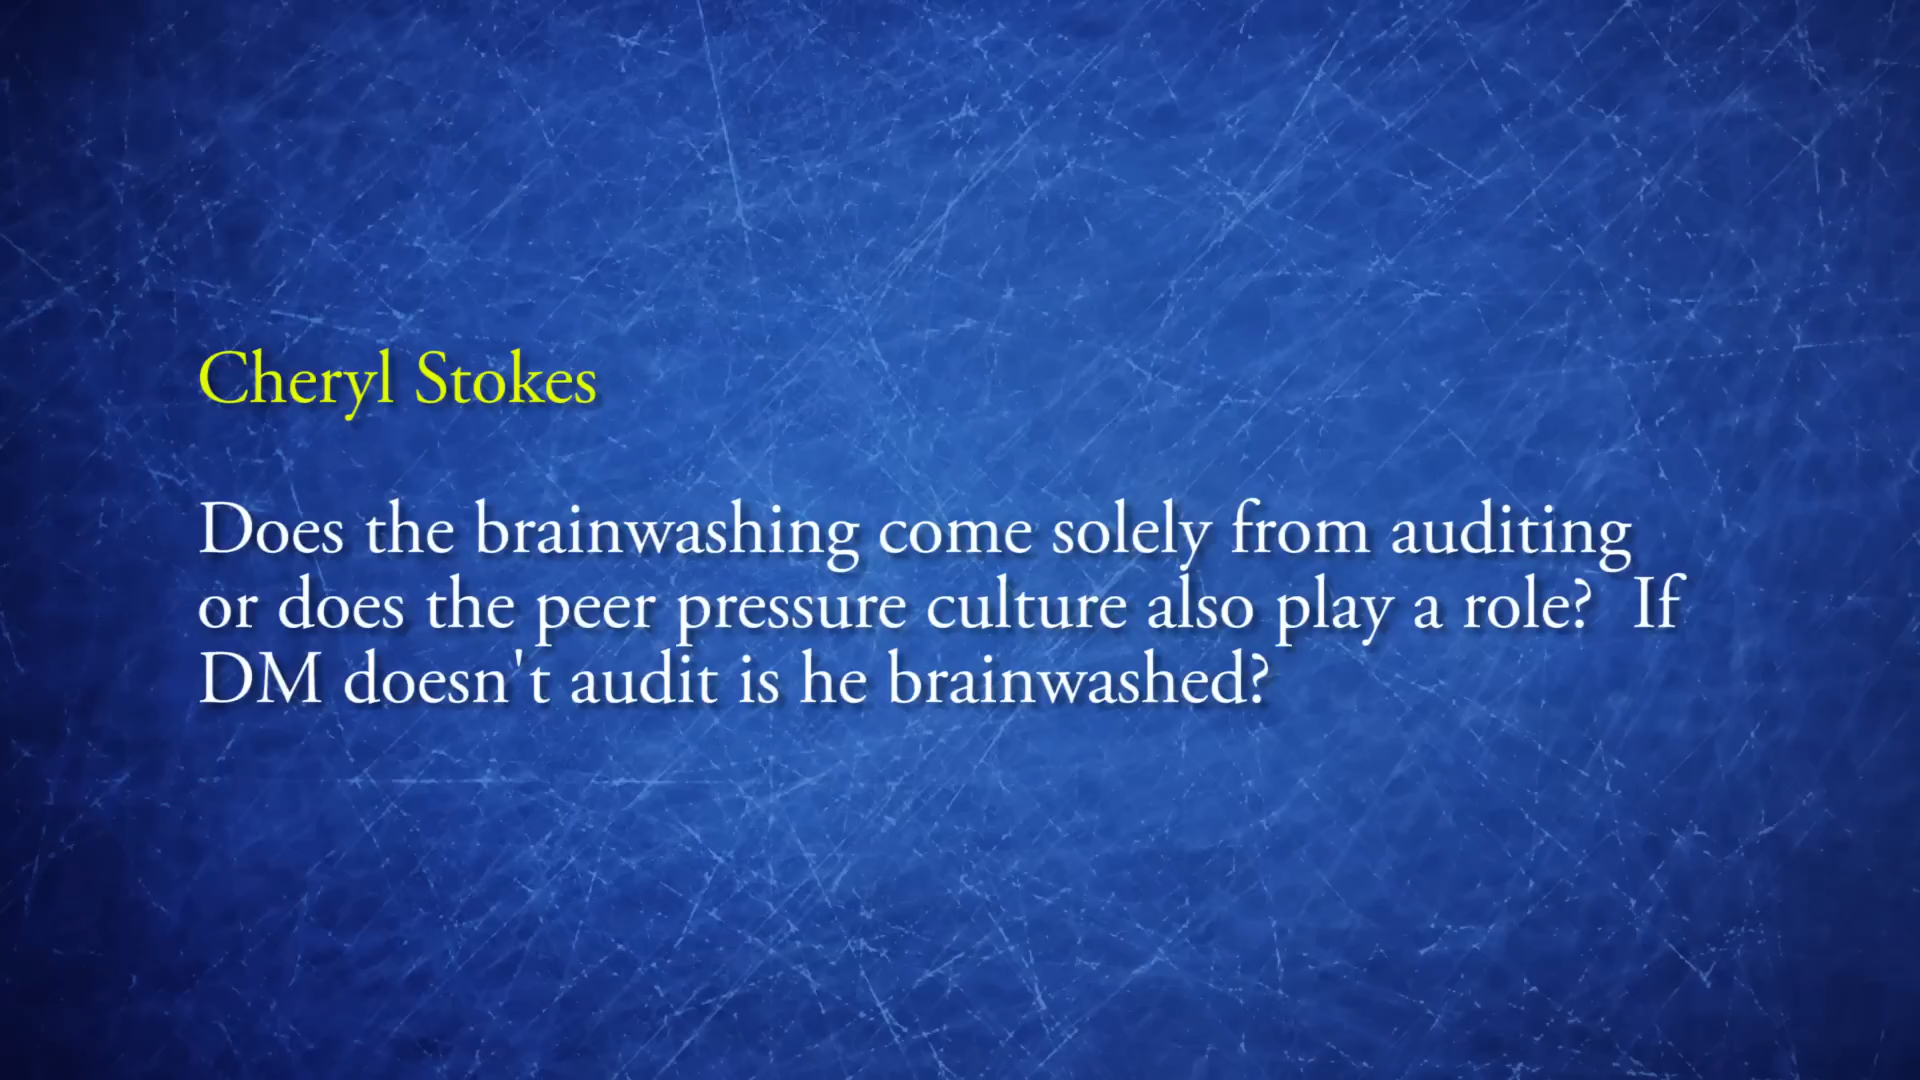 Cheryl Stokes
Does the brainwashing come solely from auditing
or does the peer pressure culture also play a role?  If
DM doesn't audit is he brainwashed?